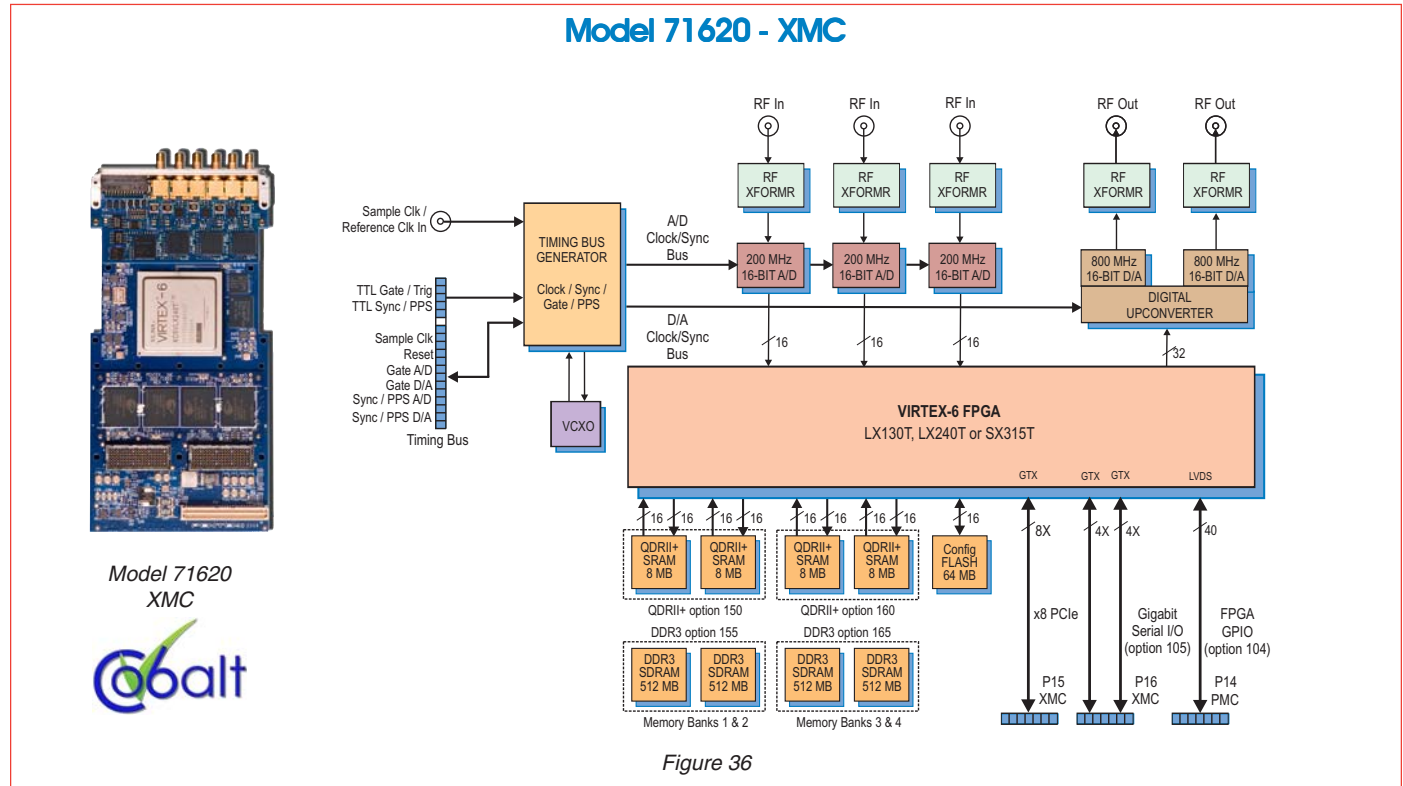 Model 71620 - XMC
RF In
RF In
RF In
RF Out
RF Out
RF
XFORMR
RF
XFORMR
RF
XFORMR
RF
XFORMR
RF
XFORMR
Sample Clk /
Reference Clk In
TIMING BUS
GENERATOR
Clock / Sync /
Gate / PPS
A/D
Clock/Sync
Bus
200 MHz
16-BIT A/D
200 MHz
16-BIT A/D
200 MHz
16-BIT A/D
800 MHz
16-BIT D/A
800 MHz
16-BIT D/A
DIGITAL
UPCONVERTER
TTL Gate / Trig
TTL Sync / PPS
Sample Clk
Reset
Gate A/D
Gate D/A
Sync / PPS A/D
Sync / PPS D/A
Timing Bus
D/A
Clock/Sync
Bus
VCXO
16
16
16
32
VIRTEX-6 FPGA
LX130T, LX240T or SX315T
GTX
GTX
GTX
LVDS
16
16
16
16
16
16
16
16
16
8X
4X
4X
40
QDRII+
SRAM
8 MB
QDRII+
SRAM
8 MB
QDRII+
SRAM
8 MB
QDRII+
SRAM
8 MB
Config
FLASH
64 MB
QDRII+ option 150
QDRII+ option 160
DDR3 option 155
DDR3 option 165
DDR3
SDRAM
512 MB
DDR3
SDRAM
512 MB
DDR3
SDRAM
512 MB
DDR3
SDRAM
512 MB
Memory Banks 1 & 2
Memory Banks 3 & 4
x8 PCIe
Gigabit
Serial I/O
(option 105)
FPGA
GPIO
(option 104)
P15
XMC
P16
XMC
P14
PMC
VIRTEX-6
Model 71620
XMC
Cobalt
Figure 36